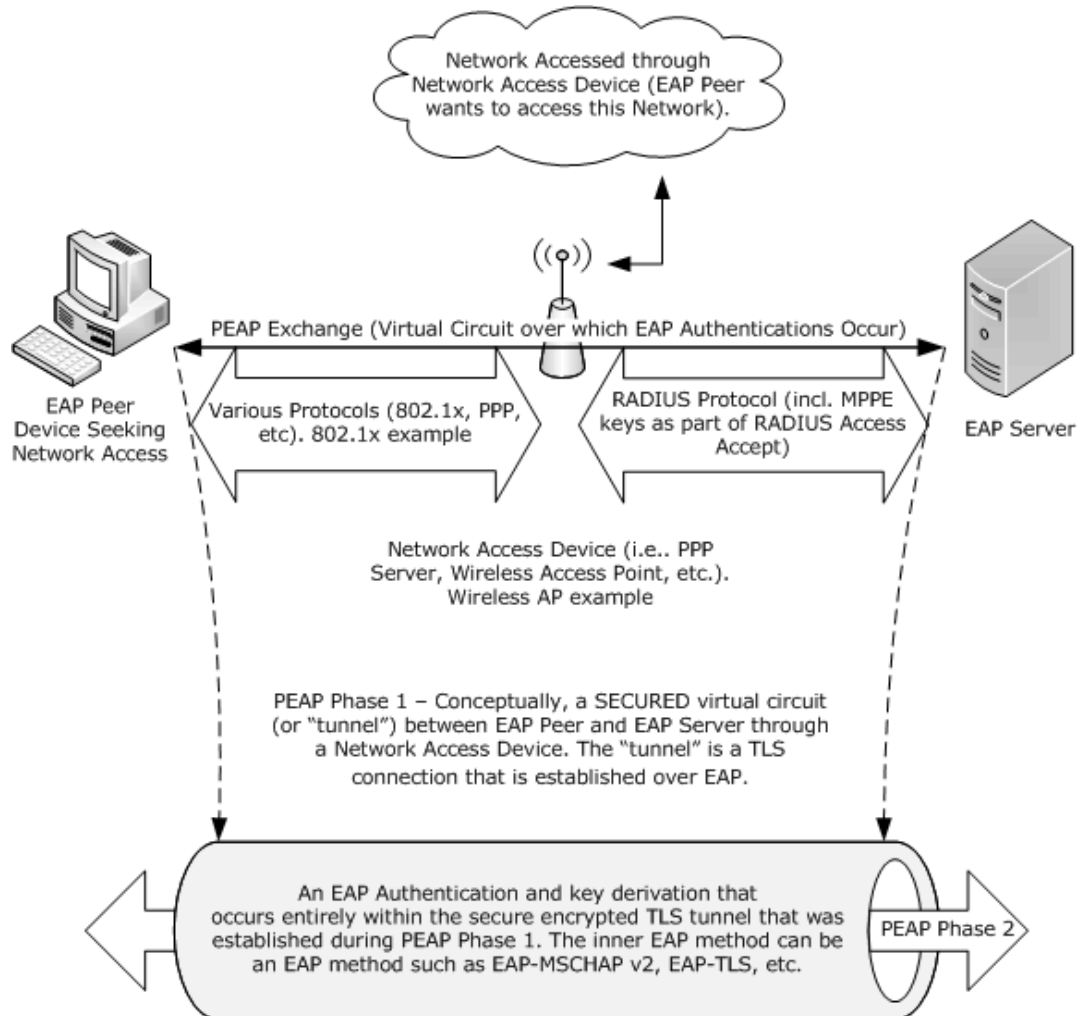 Network Accessed through
Network Access Device (EAP Peer
wants to access this Network).
PEAP Exchange (Virtual Circuit over which EAP Authentications Occur)
EAP Peer
Device Seeking
Network Access
Various Protocols (802.1x, PPP,
etc). 802.1x example
RADIUS Protocol (incl. MPPE
keys as part of RADIUS Access
Accept)
EAP Server
Network Access Device (i.e.. PPP
Server, Wireless Access Point, etc.).
Wireless AP example
PEAP Phase 1 – Conceptually, a SECURED virtual circuit
(or “tunnel”) between EAP Peer and EAP Server through
a Network Access Device. The “tunnel” is a TLS
connection that is established over EAP.
An EAP Authentication and key derivation that
occurs entirely within the secure encrypted TLS tunnel that was
established during PEAP Phase 1. The inner EAP method can be
an EAP method such as EAP-MSCHAP v2, EAP-TLS, etc.
PEAP Phase 2